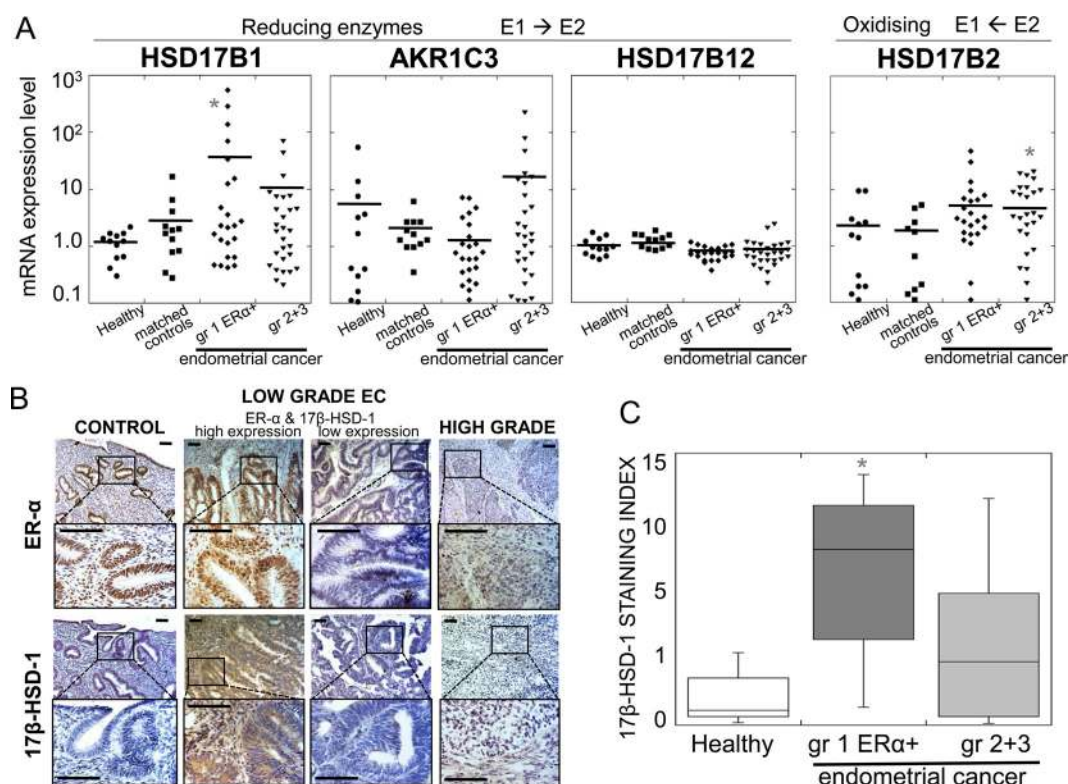 A
Reducing enzymes E1 → E2
Oxidising E1 ← E2
HSD17B1 AKR1C3 HSD17B12 HSD17B2
mRNA expression level
10³
10²
10
1.0
0.1
*
*
Healthy matched controls gr 1 ERα+ gr 2+3
endometrial cancer
Healthy matched controls gr 1 ERα+ gr 2+3
endometrial cancer
Healthy matched controls gr 1 ERα+ gr 2+3
endometrial cancer
Healthy matched controls gr 1 ERα+ gr 2+3
endometrial cancer
B
LOW GRADE EC
CONTROL ER-α & 17β-HSD-1 HIGH GRADE
high expression low expression
ER-α
17β-HSD-1
C
17β-HSD-1 STAINING INDEX
15
10
5
1
0
*
Healthy gr 1 ERα+ gr 2+3
endometrial cancer